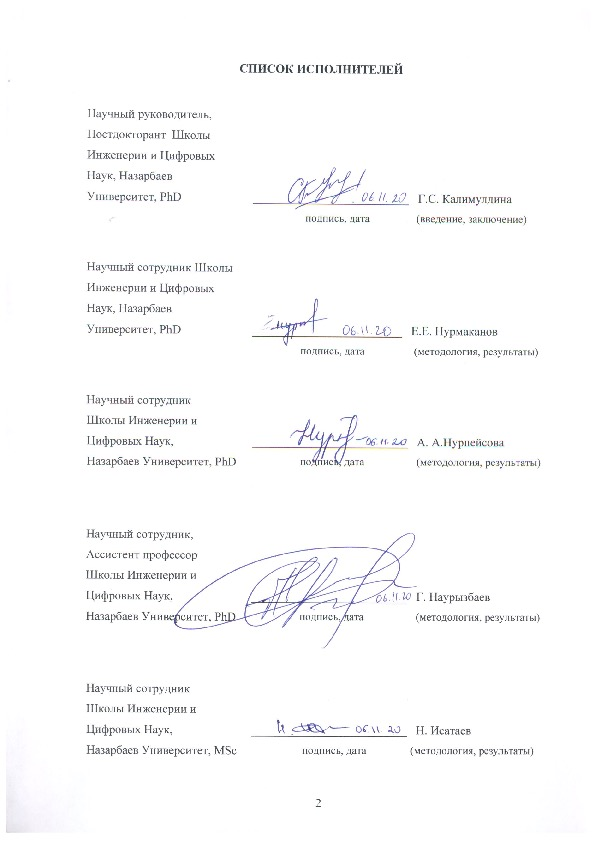 СПИСОК ИСПОЛНИТЕЛЕЙ
Научный руководитель,
Постдокторант Школы
Инженерии и Цифровых
Наук, Назарбаев
Университет, PhD 06.11.20 Г.С. Калимуллина
подпись, дата (введение, заключение)
Научный сотрудник Школы
Инженерии и Цифровых
Наук, Назарбаев
Университет, PhD 06.11.20 Е.Е. Нурмаканов
подпись, дата (методология, результаты)
Научный сотрудник
Школы Инженерии и
Цифровых Наук, 06.11.20 А. А.Нурпейсова
Назарбаев Университет, PhD подпись, дата (методология, результаты)
Научный сотрудник,
Ассистент профессор
Школы Инженерии и
Цифровых Наук, 06.11.20 Г. Наурызбаев
Назарбаев Университет, PhD подпись, дата (методология, результаты)
Научный сотрудник
Школы Инженерии и
Цифровых Наук, 06 11. 20 Н. Исатаев
Назарбаев Университет, MSc подпись, дата (методология, результаты)
2